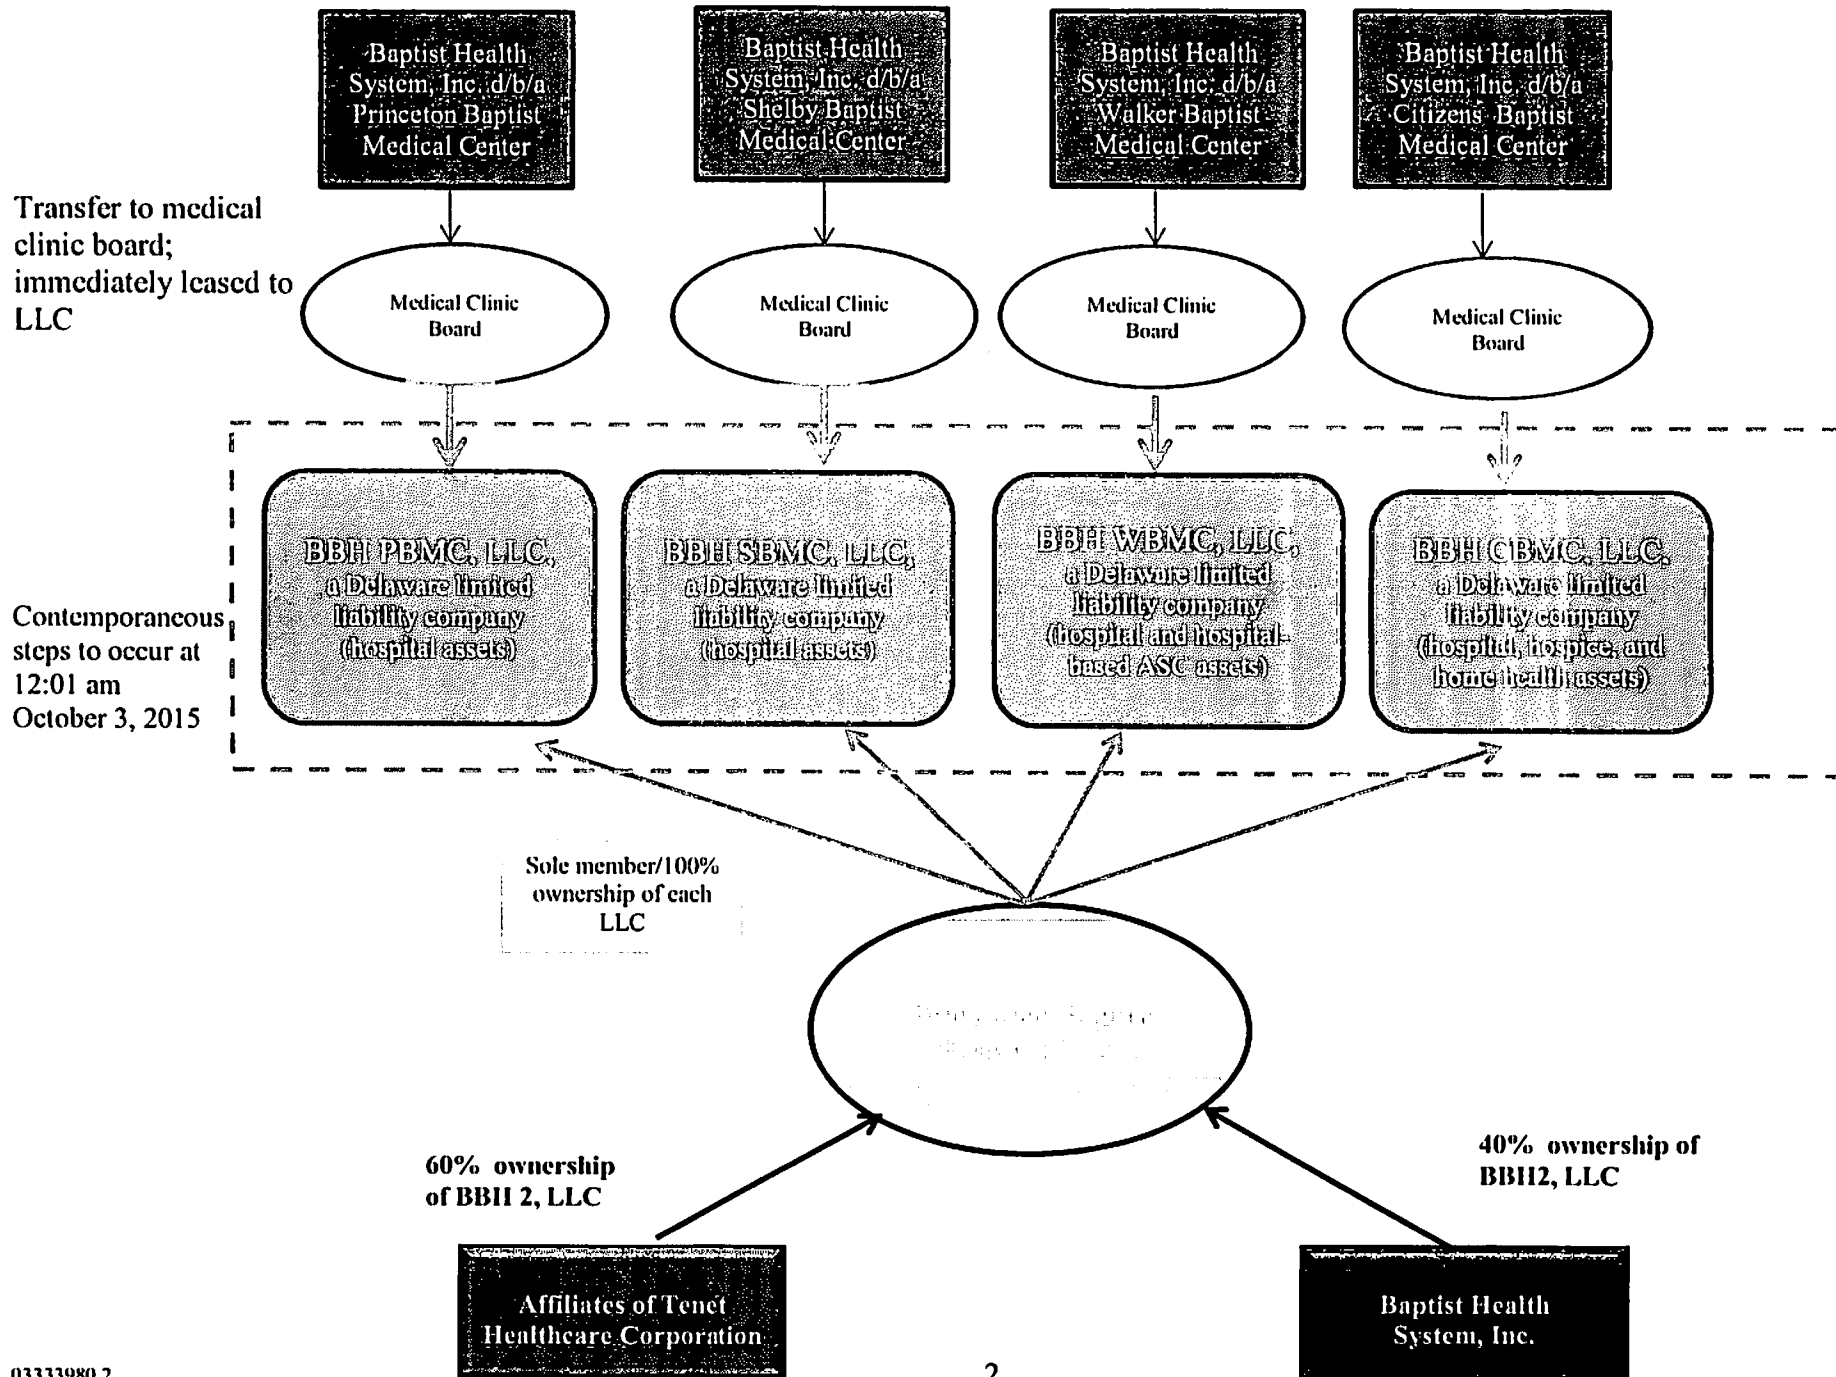 Baptist Health
System, Inc. d/b/a
Princeton Baptist
Medical Center
Baptist Health
System, Inc. d/b/a
Shelby Baptist
Medical Center
Baptist Health
System, Inc. d/b/a
Walker Baptist
Medical Center
Baptist Health
System, Inc. d/b/a
Citizens Baptist
Medical Center
Transfer to medical
clinic board;
immediately leased to
LLC
Medical Clinic
Board
Medical Clinic
Board
Medical Clinic
Board
Medical Clinic
Board
Contemporaneous
steps to occur at
12:01 am
October 3, 2015
BBH PBMC, LLC,
a Delaware limited
liability company
(hospital assets)
BBH SBMC, LLC,
a Delaware limited
liability company
(hospital assets)
BBH WBMC, LLC,
a Delaware limited
liability company
(hospital and hospital-
based ASC assets)
BBH CBMC, LLC,
a Delaware limited
liability company
(hospital, hospice, and
home health assets)
Sole member/100%
ownership of each
LLC
60% ownership
of BBH 2, LLC
40% ownership of
BBH2, LLC
Affiliates of Tenet
Healthcare Corporation
Baptist Health
System, Inc.
03333980.2
2